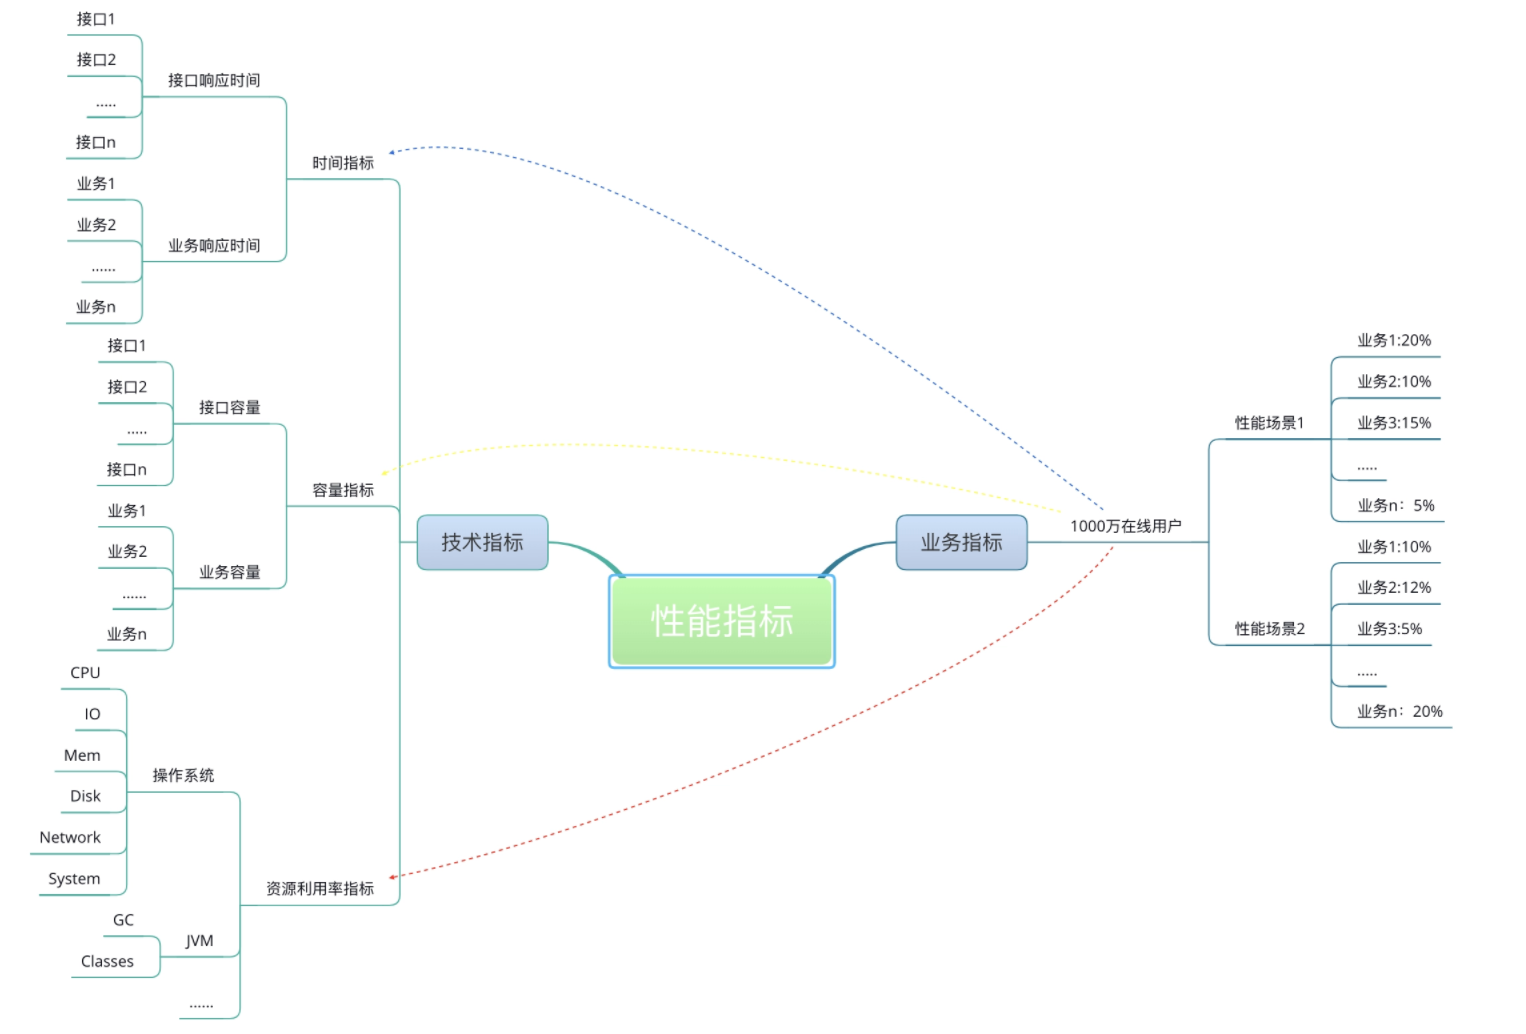 性能指标
技术指标
时间指标
接口响应时间
接口1
接口2
.....
接口n
业务响应时间
业务1
业务2
......
业务n
容量指标
接口容量
接口1
接口2
.....
接口n
业务容量
业务1
业务2
......
业务n
资源利用率指标
操作系统
CPU
IO
Mem
Disk
Network
System
JVM
GC
Classes
......
业务指标
1000万在线用户
性能场景1
业务1:20%
业务2:10%
业务3:15%
.....
业务n：5%
性能场景2
业务1:10%
业务2:12%
业务3:5%
.....
业务n：20%